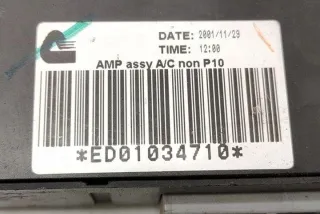 DATE: 2001/11/29
TIME: 12:00
AMP assy A/C non P10
*ED01034710*